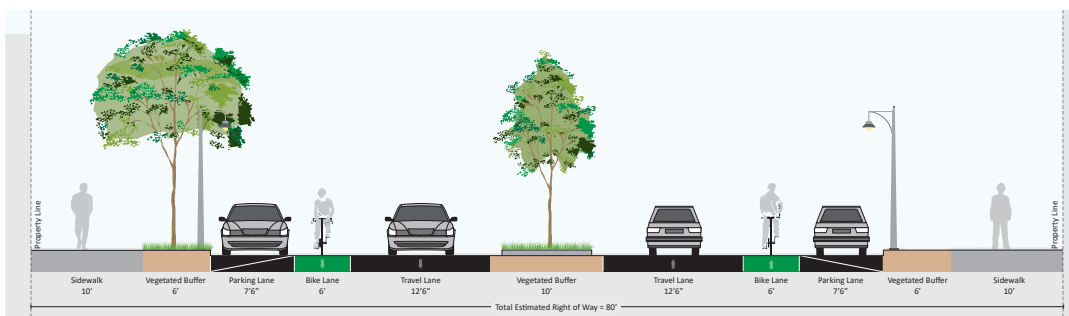 Property Line
Property Line
Sidewalk
10’
Vegetated Buffer
6’
Parking Lane
7’6”
Bike Lane
6’
Travel Lane
12’6”
Vegetated Buffer
10’
Travel Lane
12’6”
Bike Lane
6’
Parking Lane
7’6”
Vegetated Buffer
6’
Sidewalk
10’
Total Estimated Right of Way = 80’